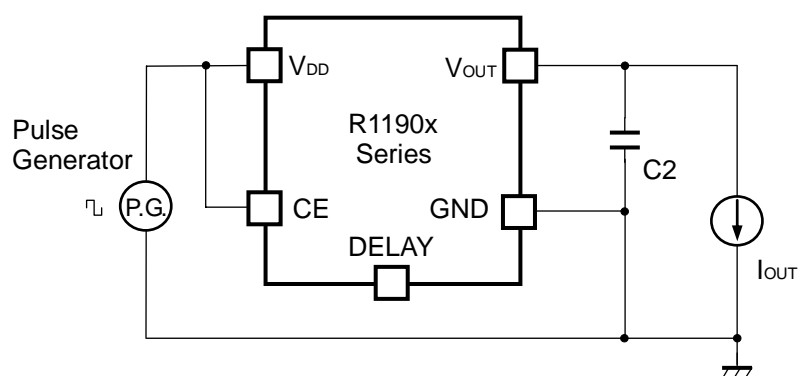 VDD
VOUT
R1190x
Series
Pulse
Generator
P.G.
CE
GND
C2
DELAY
IOUT